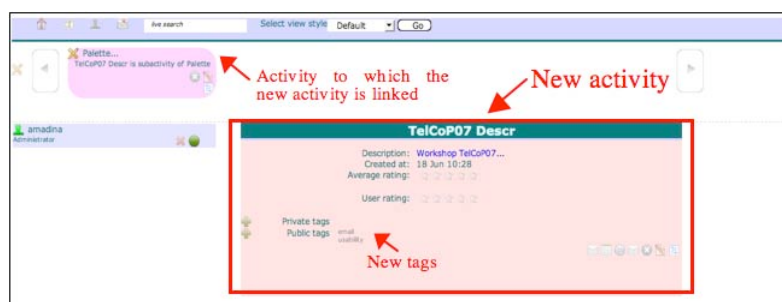 live search
Select view style Default Go
Palette...
TelCoP07 Descr is subactivity of Palette
Activity to which the
new activity is linked
New activity
amadina
Administrator
TelCoP07 Descr
Description: Workshop TelCoP07...
Created at: 18 Jun 10:28
Average rating:
User rating:
Private tags
Public tags email
usability
New tags